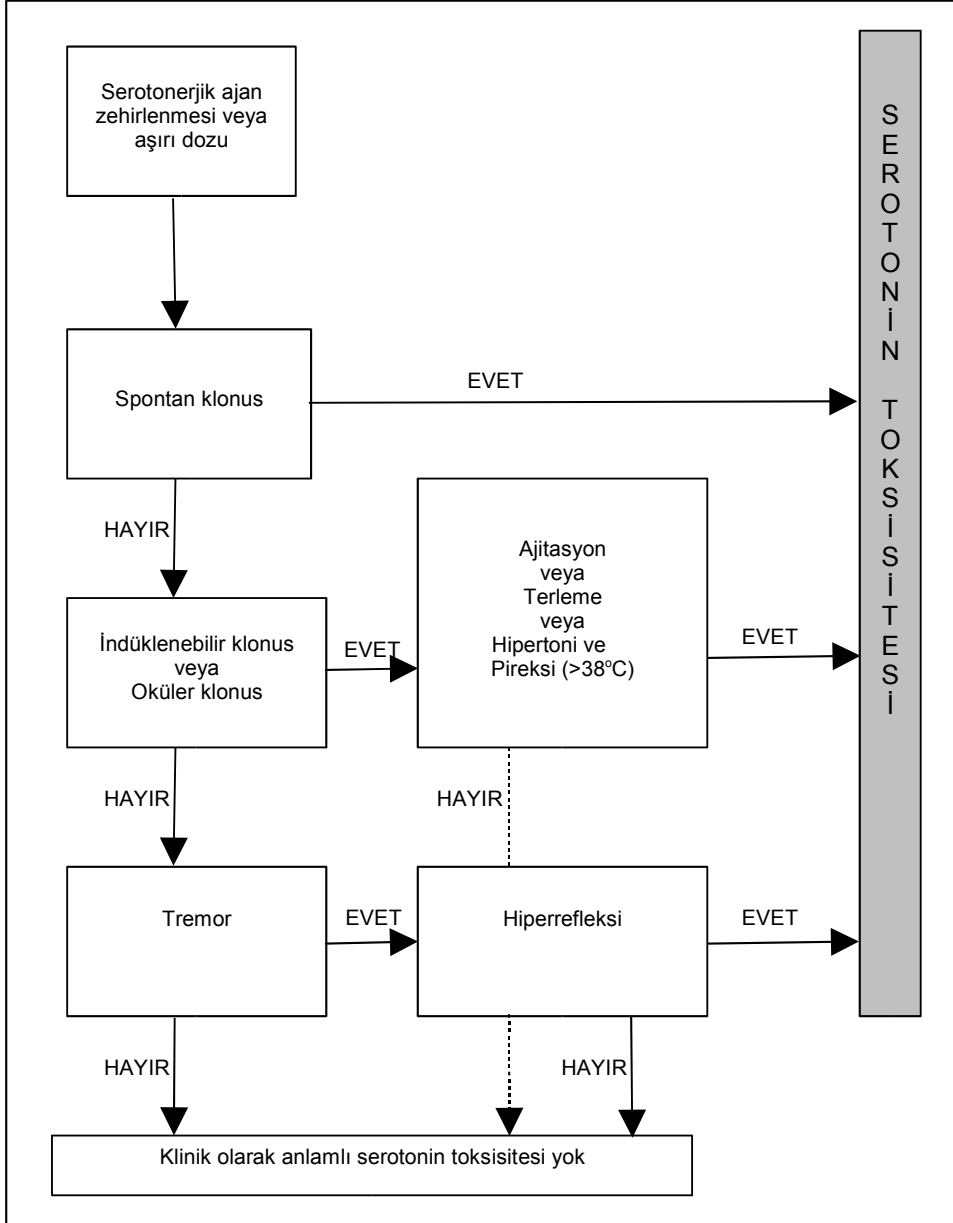 Serotonerjik ajan
zehirlenmesi veya
aşırı dozu
Spontan klonus
EVET
HAYIR
İndüklenebilir klonus
veya
Oküler klonus
EVET
Ajitasyon
veya
Terleme
veya
Hipertoni ve
Pireksi (>38°C)
EVET
HAYIR
HAYIR
Tremor
EVET
Hiperrefleksi
EVET
HAYIR
HAYIR
Klinik olarak anlamlı serotonin toksisitesi yok
S
E
R
O
T
O
N
İ
N
T
O
K
S
İ
S
İ
T
E
S
İ